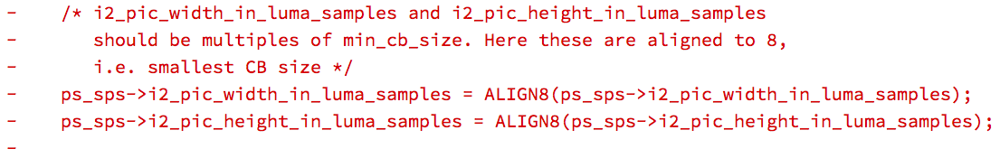 -    /* i2_pic_width_in_luma_samples and i2_pic_height_in_luma_samples
-       should be multiples of min_cb_size. Here these are aligned to 8,
-       i.e. smallest CB size */
-    ps_sps->i2_pic_width_in_luma_samples = ALIGN8(ps_sps->i2_pic_width_in_luma_samples);
-    ps_sps->i2_pic_height_in_luma_samples = ALIGN8(ps_sps->i2_pic_height_in_luma_samples);
-